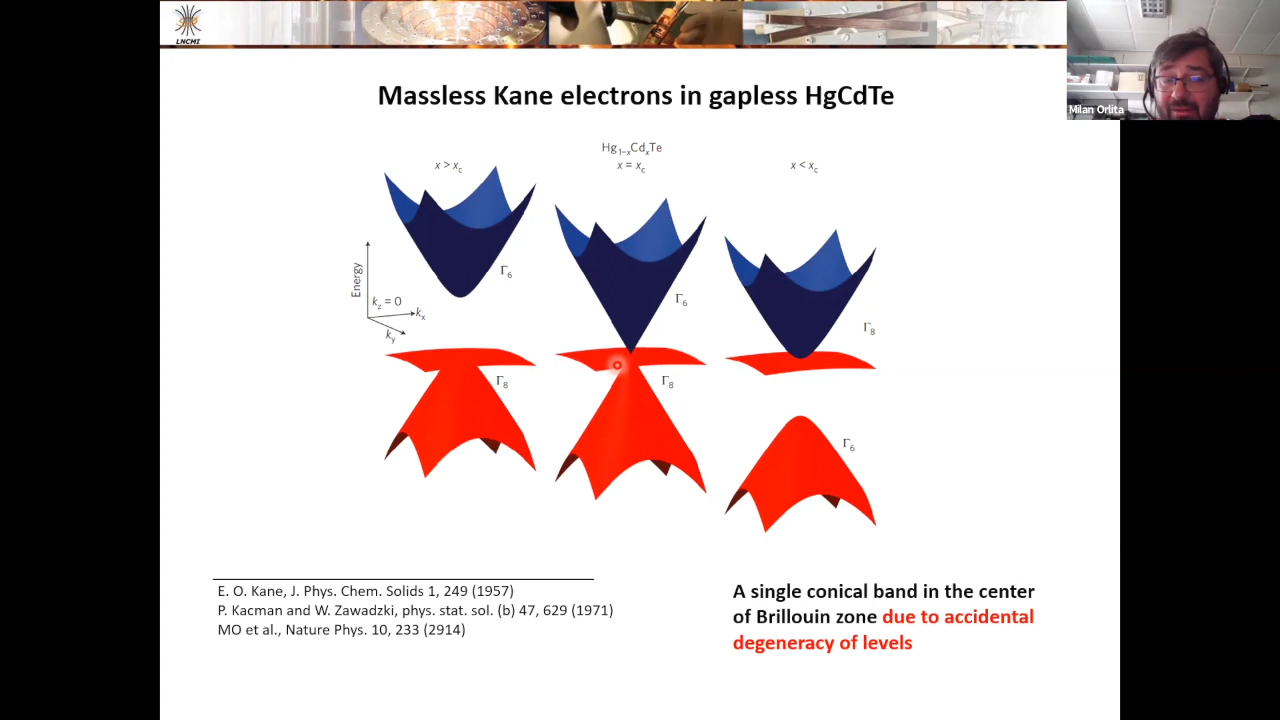 LNCMI
Milan Orlita
Massless Kane electrons in gapless HgCdTe
Hg1−xCdxTe
x > xc
x = xc
x < xc
Energy
kz = 0
kx
ky
Γ6
Γ6
Γ8
Γ8
Γ8
Γ6
E. O. Kane, J. Phys. Chem. Solids 1, 249 (1957)
P. Kacman and W. Zawadzki, phys. stat. sol. (b) 47, 629 (1971)
MO et al., Nature Phys. 10, 233 (2914)
A single conical band in the center
of Brillouin zone due to accidental
degeneracy of levels